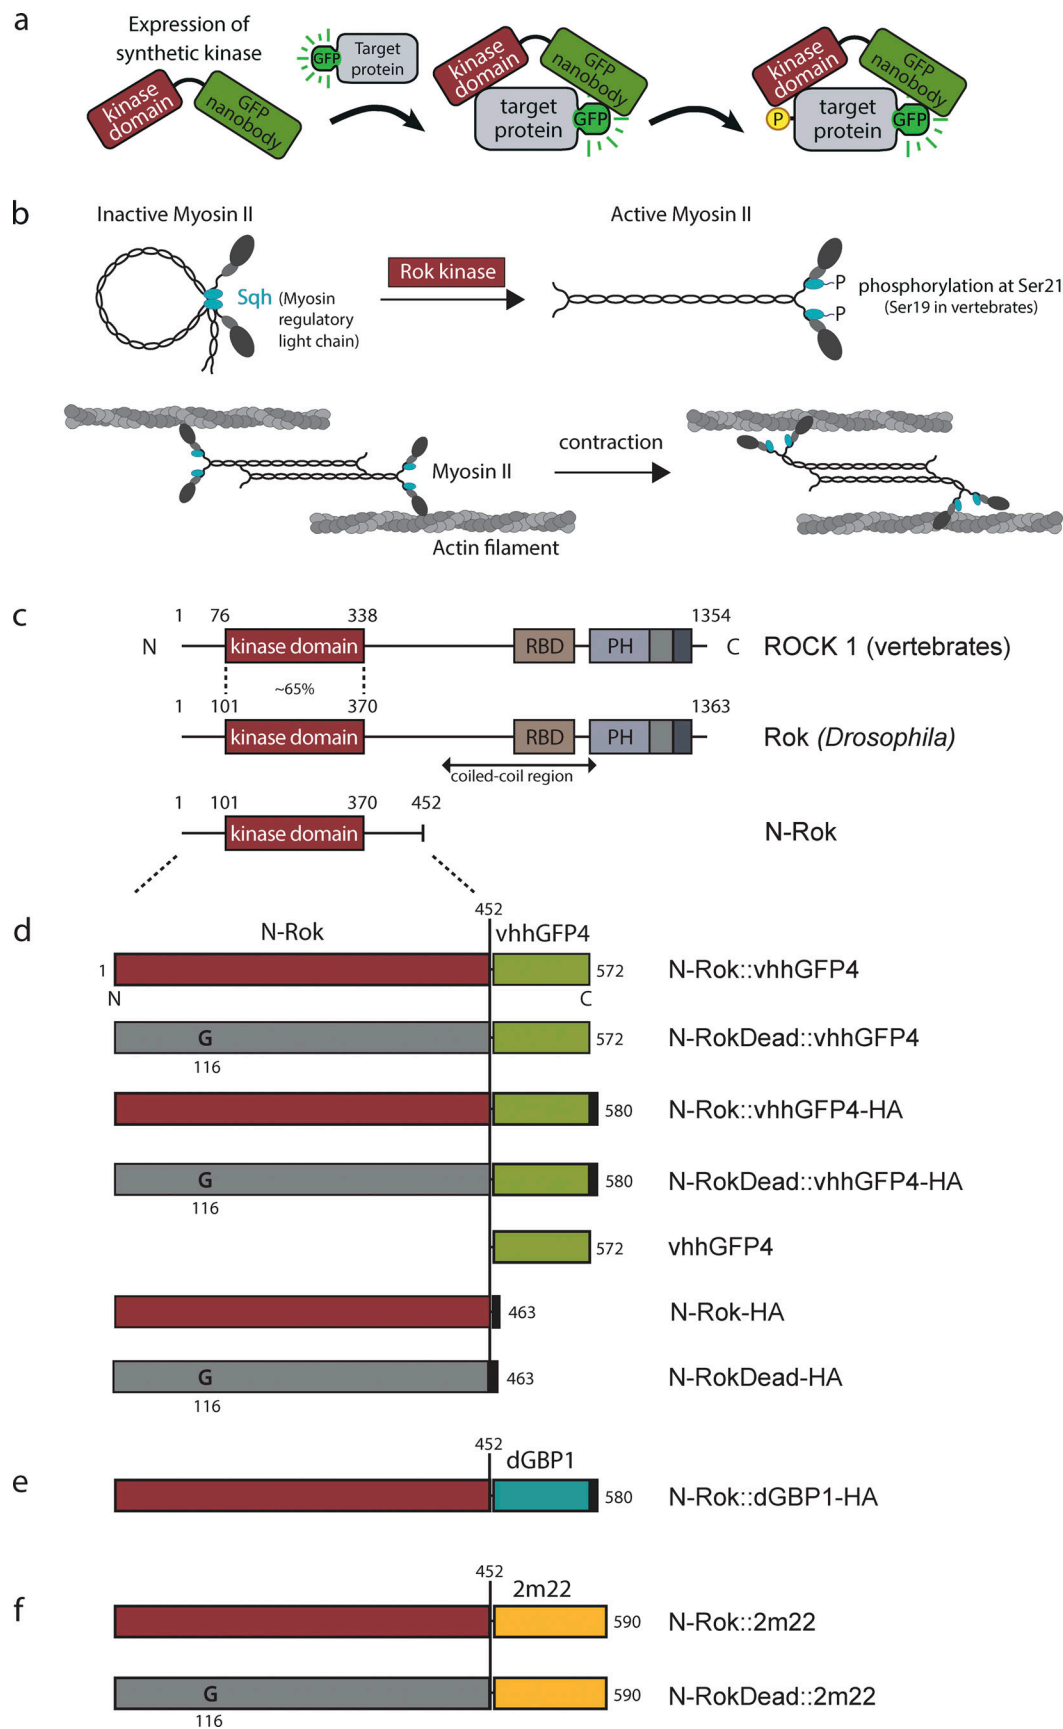 a
Expression of
synthetic kinase
kinase
domain
GFP
nanobody
GFP
Target
protein
kinase
domain
GFP
nanobody
target
protein
GFP
kinase
domain
GFP
nanobody
P
target
protein
GFP
b
Inactive Myosin II
Active Myosin II
Rok kinase
Sqh (Myosin
regulatory
light chain)
P
P
phosphorylation at Ser21
(Ser19 in vertebrates)
Myosin II
contraction
Actin filament
c
1 76 338 1354
N kinase domain RBD PH C ROCK 1 (vertebrates)
~65%
1 101 370 1363
kinase domain RBD PH Rok (Drosophila)
coiled-coil region
1 101 370 452
kinase domain N-Rok
452
d N-Rok vhhGFP4
1 572 N-Rok::vhhGFP4
N C
G 572 N-RokDead::vhhGFP4
116
580 N-Rok::vhhGFP4-HA
G 580 N-RokDead::vhhGFP4-HA
116
572 vhhGFP4
463 N-Rok-HA
G 463 N-RokDead-HA
116
452
dGBP1
e 580 N-Rok::dGBP1-HA
452
2m22
f 590 N-Rok::2m22
G 590 N-RokDead::2m22
116